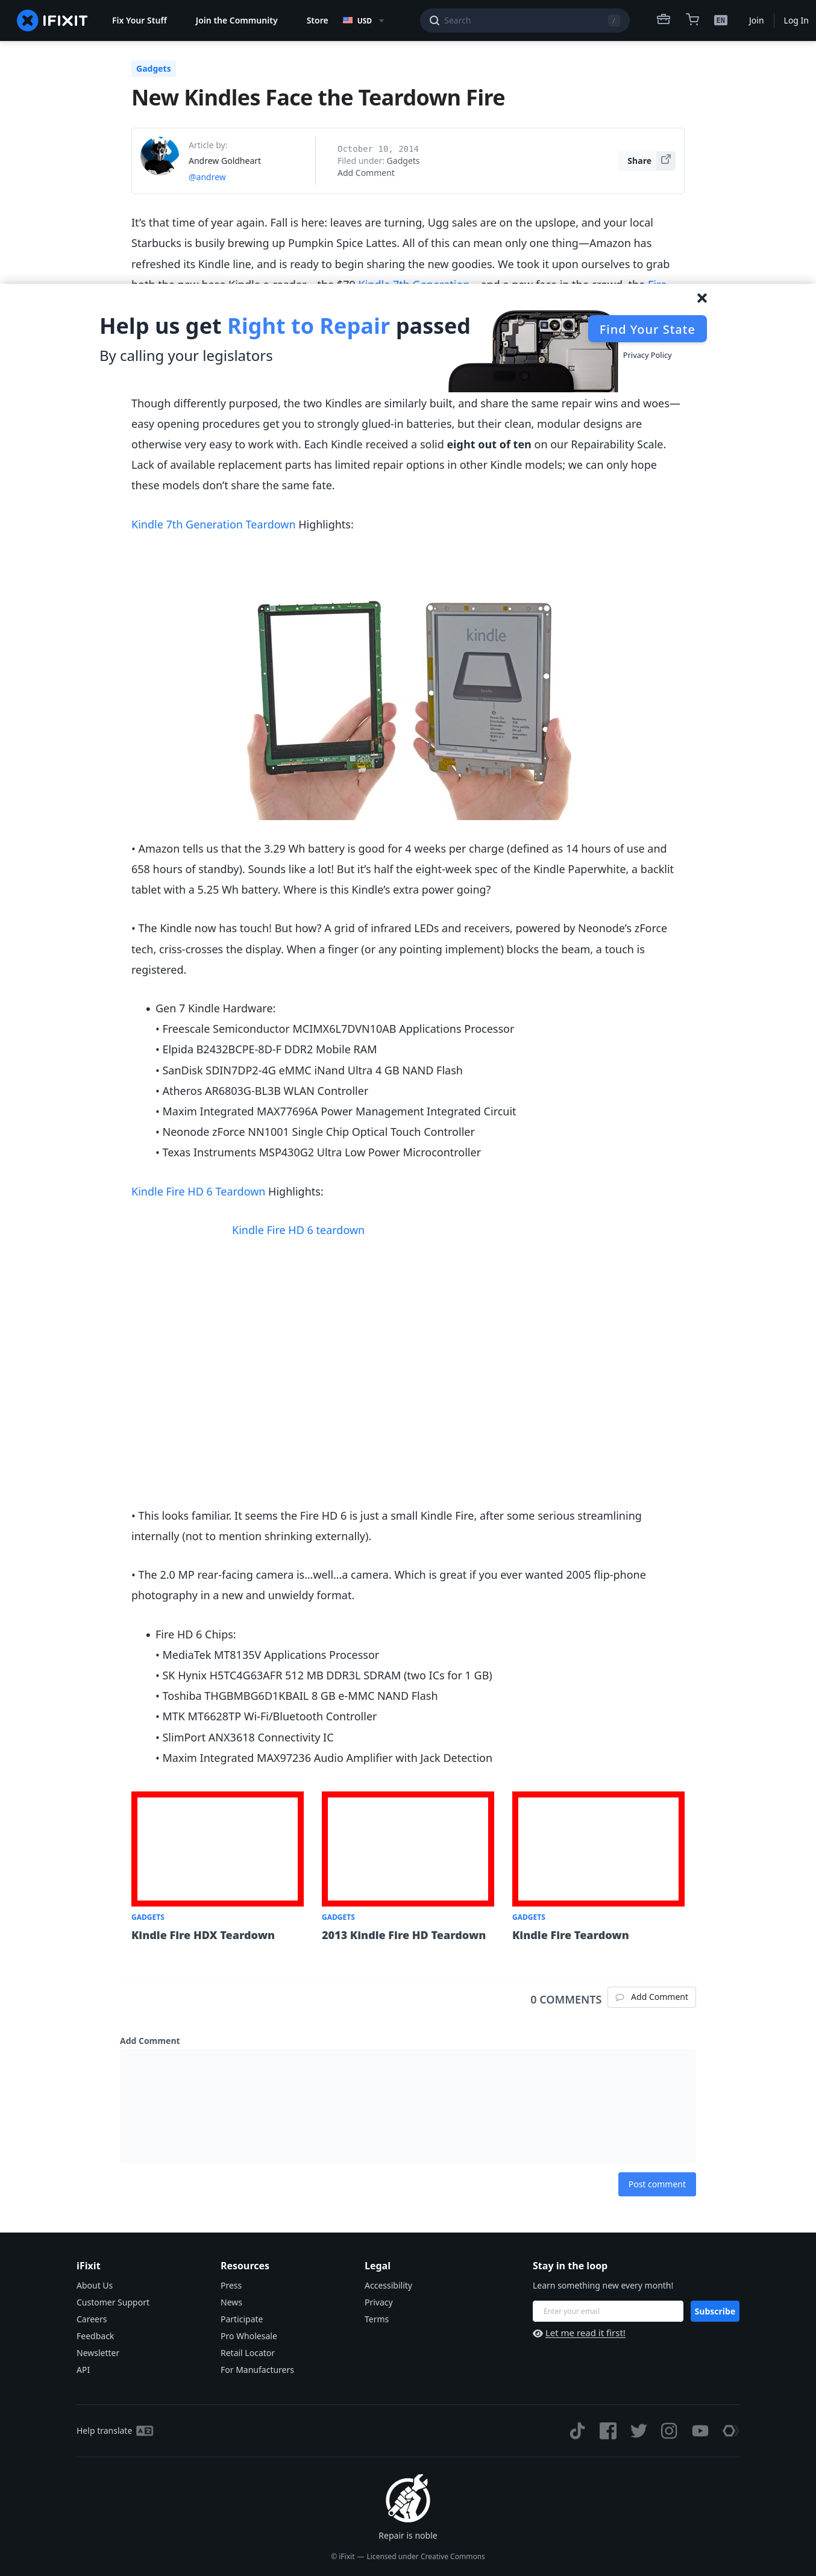 IFIXIT
Fix Your Stuff
Join the Community
Store
USD
Search
/
EN
Join
Log In
Gadgets
New Kindles Face the Teardown Fire
Article by:
Andrew Goldheart
@andrew
October 10, 2014
Filed under: Gadgets
Add Comment
Share
It’s that time of year again. Fall is here: leaves are turning, Ugg sales are on the upslope, and your local
Starbucks is busily brewing up Pumpkin Spice Lattes. All of this can mean only one thing—Amazon has
refreshed its Kindle line, and is ready to begin sharing the new goodies. We took it upon ourselves to grab
both the new base Kindle e-reader—the $79 Kindle 7th Generation—and a new face in the crowd, the Fire
Help us get Right to Repair passed
By calling your legislators
Find Your State
Privacy Policy
Though differently purposed, the two Kindles are similarly built, and share the same repair wins and woes—
easy opening procedures get you to strongly glued-in batteries, but their clean, modular designs are
otherwise very easy to work with. Each Kindle received a solid eight out of ten on our Repairability Scale.
Lack of available replacement parts has limited repair options in other Kindle models; we can only hope
these models don’t share the same fate.
Kindle 7th Generation Teardown Highlights:
kindle
• Amazon tells us that the 3.29 Wh battery is good for 4 weeks per charge (defined as 14 hours of use and
658 hours of standby). Sounds like a lot! But it’s half the eight-week spec of the Kindle Paperwhite, a backlit
tablet with a 5.25 Wh battery. Where is this Kindle’s extra power going?
• The Kindle now has touch! But how? A grid of infrared LEDs and receivers, powered by Neonode’s zForce
tech, criss-crosses the display. When a finger (or any pointing implement) blocks the beam, a touch is
registered.
• Gen 7 Kindle Hardware:
• Freescale Semiconductor MCIMX6L7DVN10AB Applications Processor
• Elpida B2432BCPE-8D-F DDR2 Mobile RAM
• SanDisk SDIN7DP2-4G eMMC iNand Ultra 4 GB NAND Flash
• Atheros AR6803G-BL3B WLAN Controller
• Maxim Integrated MAX77696A Power Management Integrated Circuit
• Neonode zForce NN1001 Single Chip Optical Touch Controller
• Texas Instruments MSP430G2 Ultra Low Power Microcontroller
Kindle Fire HD 6 Teardown Highlights:
Kindle Fire HD 6 teardown
• This looks familiar. It seems the Fire HD 6 is just a small Kindle Fire, after some serious streamlining
internally (not to mention shrinking externally).
• The 2.0 MP rear-facing camera is…well…a camera. Which is great if you ever wanted 2005 flip-phone
photography in a new and unwieldy format.
• Fire HD 6 Chips:
• MediaTek MT8135V Applications Processor
• SK Hynix H5TC4G63AFR 512 MB DDR3L SDRAM (two ICs for 1 GB)
• Toshiba THGBMBG6D1KBAIL 8 GB e-MMC NAND Flash
• MTK MT6628TP Wi-Fi/Bluetooth Controller
• SlimPort ANX3618 Connectivity IC
• Maxim Integrated MAX97236 Audio Amplifier with Jack Detection
GADGETS
Kindle Fire HDX Teardown
GADGETS
2013 Kindle Fire HD Teardown
GADGETS
Kindle Fire Teardown
0 COMMENTS
Add Comment
Add Comment
Post comment
iFixit
About Us
Customer Support
Careers
Feedback
Newsletter
API
Resources
Press
News
Participate
Pro Wholesale
Retail Locator
For Manufacturers
Legal
Accessibility
Privacy
Terms
Stay in the loop
Learn something new every month!
Enter your email
Subscribe
Let me read it first!
Help translate
Repair is noble
© iFixit — Licensed under Creative Commons